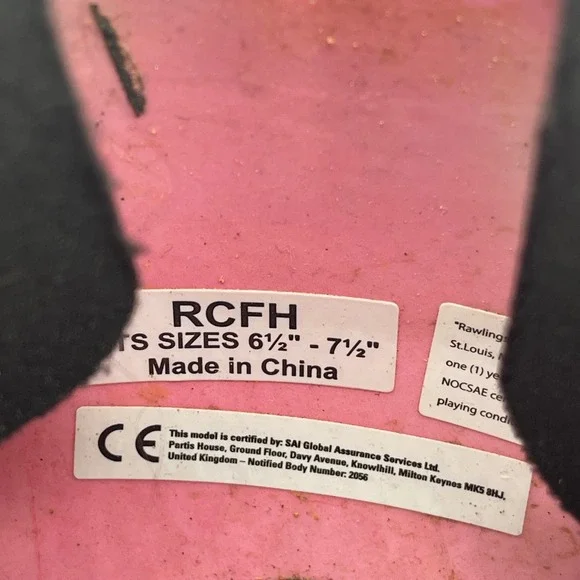 RCFH
TS SIZES 6½" - 7½"
Made in China
"Rawlings
St.Louis,
one (1) ye
NOCSAE ce
playing condi
CE This model is certified by: SAI Global Assurance Services Ltd.
Partis House, Ground Floor, Davy Avenue, Knowlhill, Milton Keynes MK5 8HJ,
United Kingdom – Notified Body Number: 2056